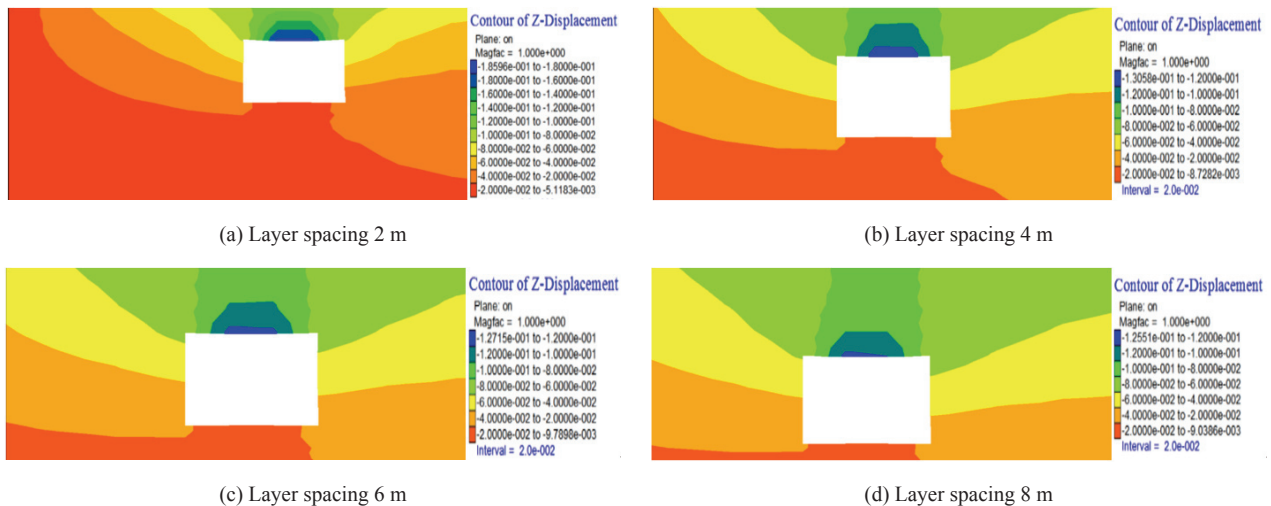 Contour of Z-Displacement
Plane: on
Magfac = 1.000e+000
-1.8596e-001 to -1.8000e-001
-1.8000e-001 to -1.6000e-001
-1.6000e-001 to -1.4000e-001
-1.4000e-001 to -1.2000e-001
-1.2000e-001 to -1.0000e-001
-1.0000e-001 to -8.0000e-002
-8.0000e-002 to -6.0000e-002
-6.0000e-002 to -4.0000e-002
-4.0000e-002 to -2.0000e-002
-2.0000e-002 to -5.1183e-003
(a) Layer spacing 2 m
Contour of Z-Displacement
Plane: on
Magfac = 1.000e+000
-1.3058e-001 to -1.2000e-001
-1.2000e-001 to -1.0000e-001
-1.0000e-001 to -8.0000e-002
-8.0000e-002 to -6.0000e-002
-6.0000e-002 to -4.0000e-002
-4.0000e-002 to -2.0000e-002
-2.0000e-002 to -8.7282e-003
Interval = 2.0e-002
(b) Layer spacing 4 m
Contour of Z-Displacement
Plane: on
Magfac = 1.000e+000
-1.2715e-001 to -1.2000e-001
-1.2000e-001 to -1.0000e-001
-1.0000e-001 to -8.0000e-002
-8.0000e-002 to -6.0000e-002
-6.0000e-002 to -4.0000e-002
-4.0000e-002 to -2.0000e-002
-2.0000e-002 to -9.7898e-003
Interval = 2.0e-002
(c) Layer spacing 6 m
Contour of Z-Displacement
Plane: on
Magfac = 1.000e+000
-1.2551e-001 to -1.2000e-001
-1.2000e-001 to -1.0000e-001
-1.0000e-001 to -8.0000e-002
-8.0000e-002 to -6.0000e-002
-6.0000e-002 to -4.0000e-002
-4.0000e-002 to -2.0000e-002
-2.0000e-002 to -9.0386e-003
Interval = 2.0e-002
(d) Layer spacing 8 m